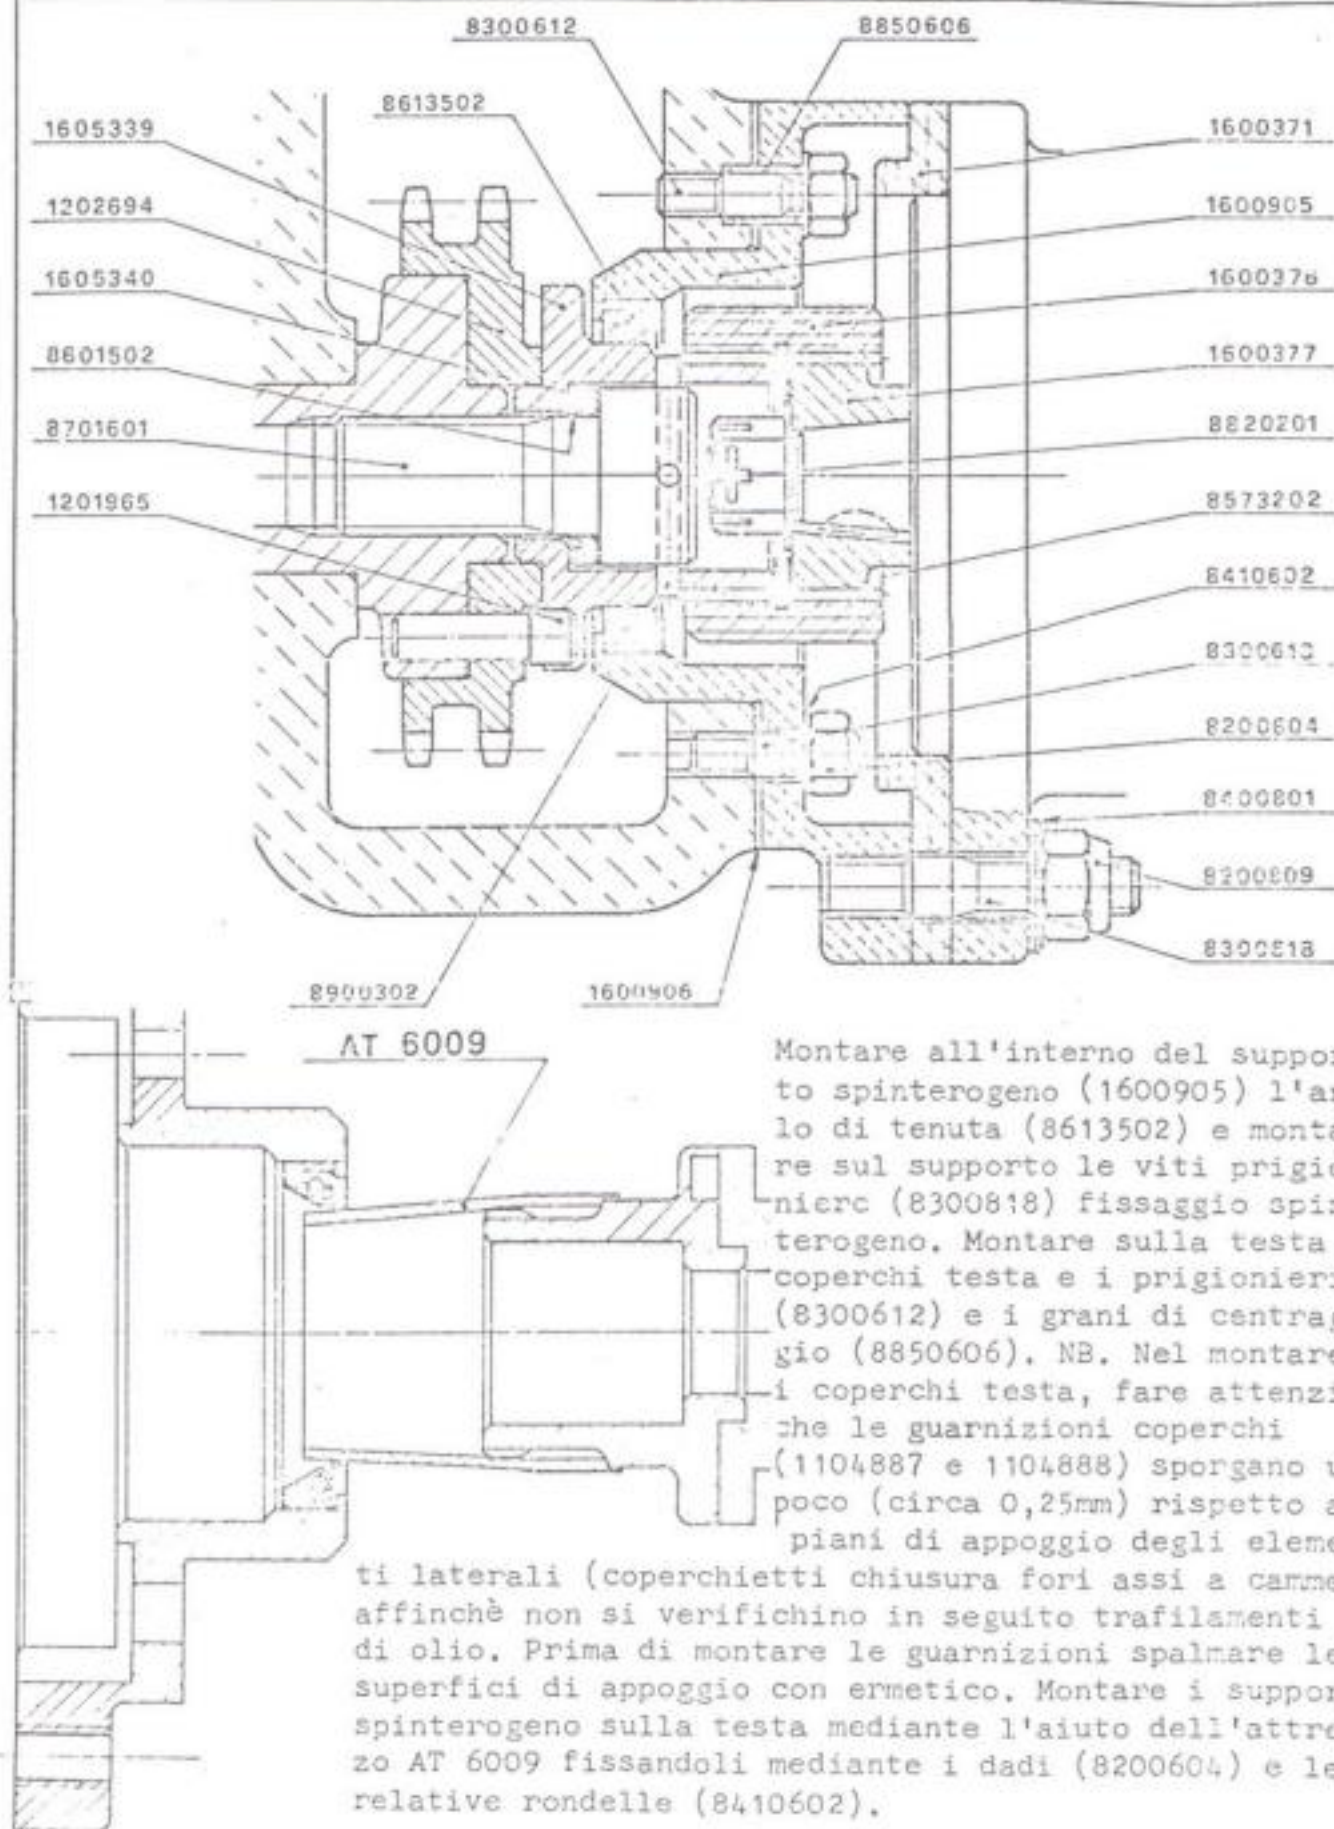 8300612
8850606
8613502
1605339
1600371
1202694
1600905
1605340
1600376
8601502
1600377
8701601
8820201
1201965
8573202
8410602
8200604
8400801
8200809
8300818
8900302
1600906
AT 6009
Montare all'interno del suppor
to spinterogeno (1600905) l'an
lo di tenuta (8613502) e monta
re sul supporto le viti prigio
niere (8300818) fissaggio spin
terogeno. Montare sulla testa
coperchi testa e i prigionieri
(8300612) e i grani di centrag
gio (8850606). NB. Nel montare
i coperchi testa, fare attenzi
che le guarnizioni coperchi
(1104887 e 1104888) sporgano u
poco (circa 0,25mm) rispetto a
piani di appoggio degli eleme
ti laterali (coperchietti chiusura fori assi a camme
affinchè non si verifichino in seguito trafilamenti
di olio. Prima di montare le guarnizioni spalmare le
superfici di appoggio con ermetico. Montare i suppor
spinterogeno sulla testa mediante l'aiuto dell'attre
zo AT 6009 fissandoli mediante i dadi (8200604) e le
relative rondelle (8410602).